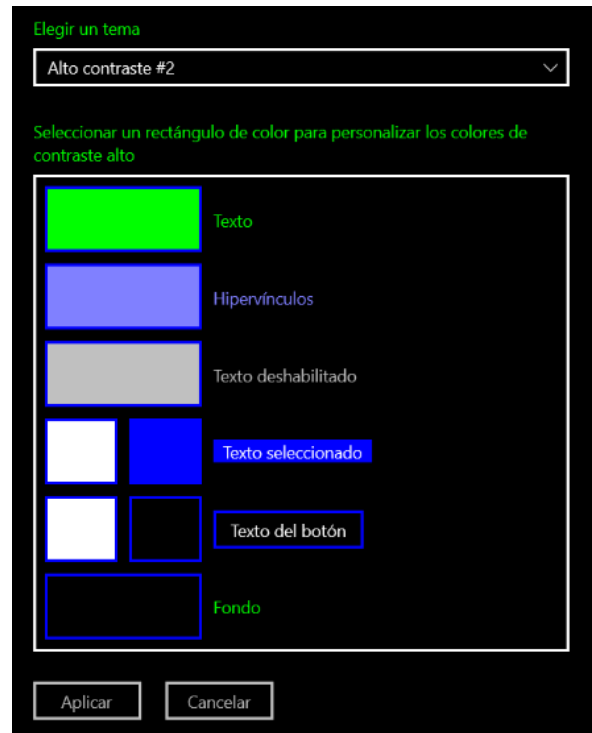 Elegir un tema
Alto contraste #2
Seleccionar un rectángulo de color para personalizar los colores de
contraste alto
Texto
Hipervínculos
Texto deshabilitado
Texto seleccionado
Texto del botón
Fondo
Aplicar
Cancelar